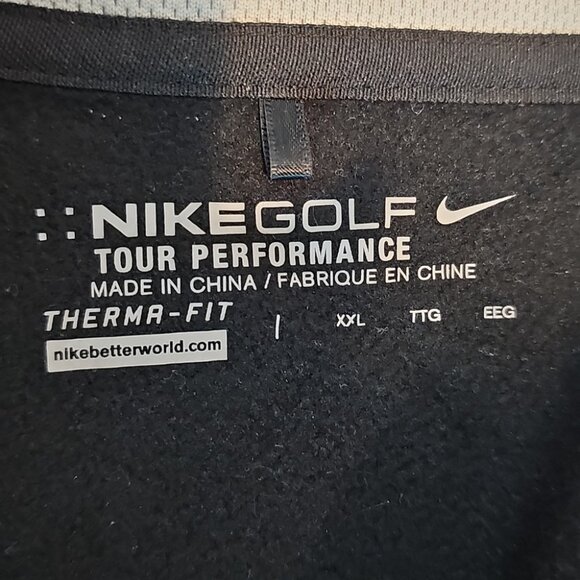 NIKEGOLF
TOUR PERFORMANCE
MADE IN CHINA / FABRIQUE EN CHINE
THERMA-FIT | XXL TTG EEG
nikebetterworld.com